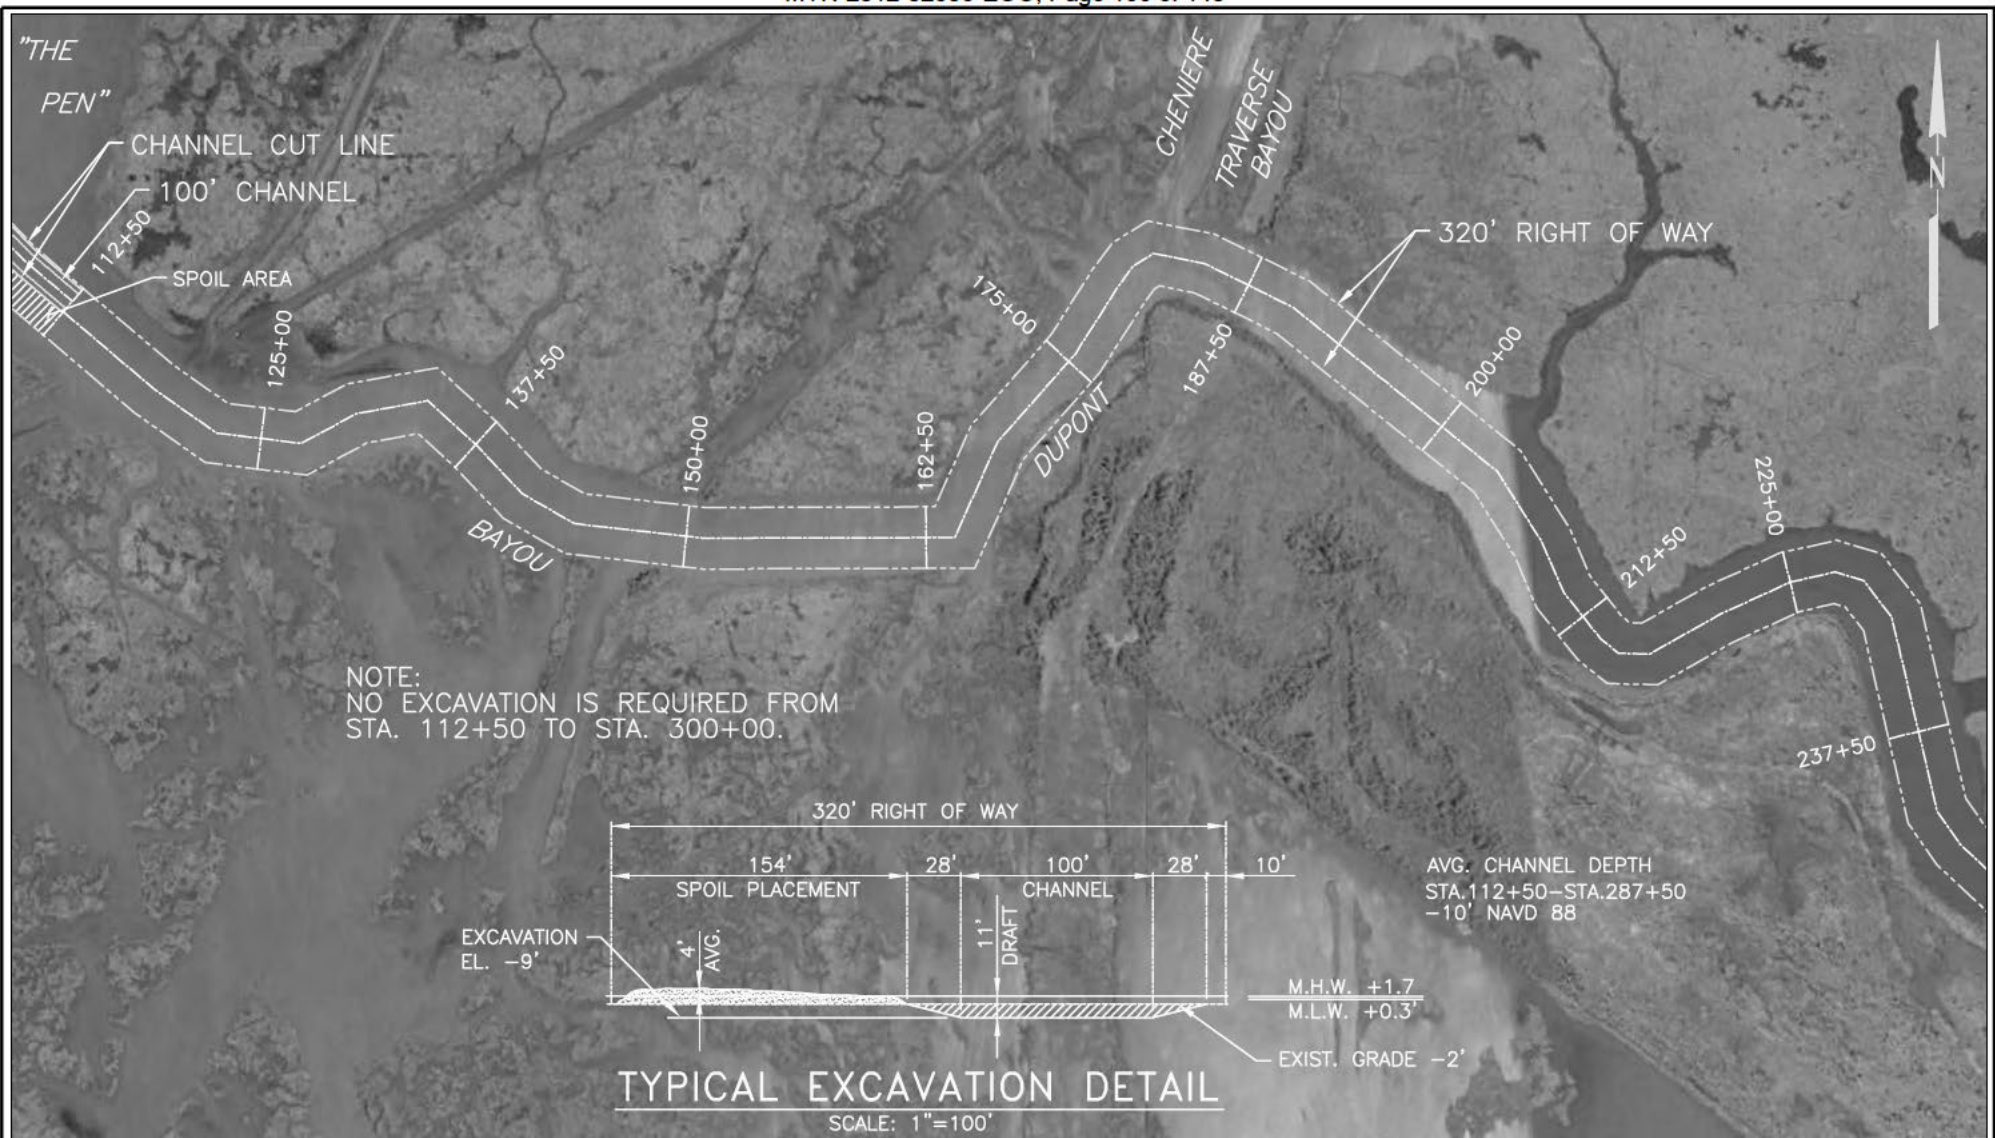 "THE
PEN"
CHANNEL CUT LINE
100' CHANNEL
112+50
SPOIL AREA
125+00
137+50
150+00
162+50
175+00
187+50
200+00
212+50
225+00
237+50
CHENIERE
TRAVERSE
BAYOU
320' RIGHT OF WAY
N
BAYOU
DUPONT
NOTE:
NO EXCAVATION IS REQUIRED FROM
STA. 112+50 TO STA. 300+00.
320' RIGHT OF WAY
154' 28' 100' 28' 10'
SPOIL PLACEMENT CHANNEL
EXCAVATION
EL. -9'
4'
AVG.
11'
DRAFT
AVG. CHANNEL DEPTH
STA.112+50-STA.287+50
-10' NAVD 88
M.H.W. +1.7
M.L.W. +0.3'
EXIST. GRADE -2'
TYPICAL EXCAVATION DETAIL
SCALE: 1"=100'